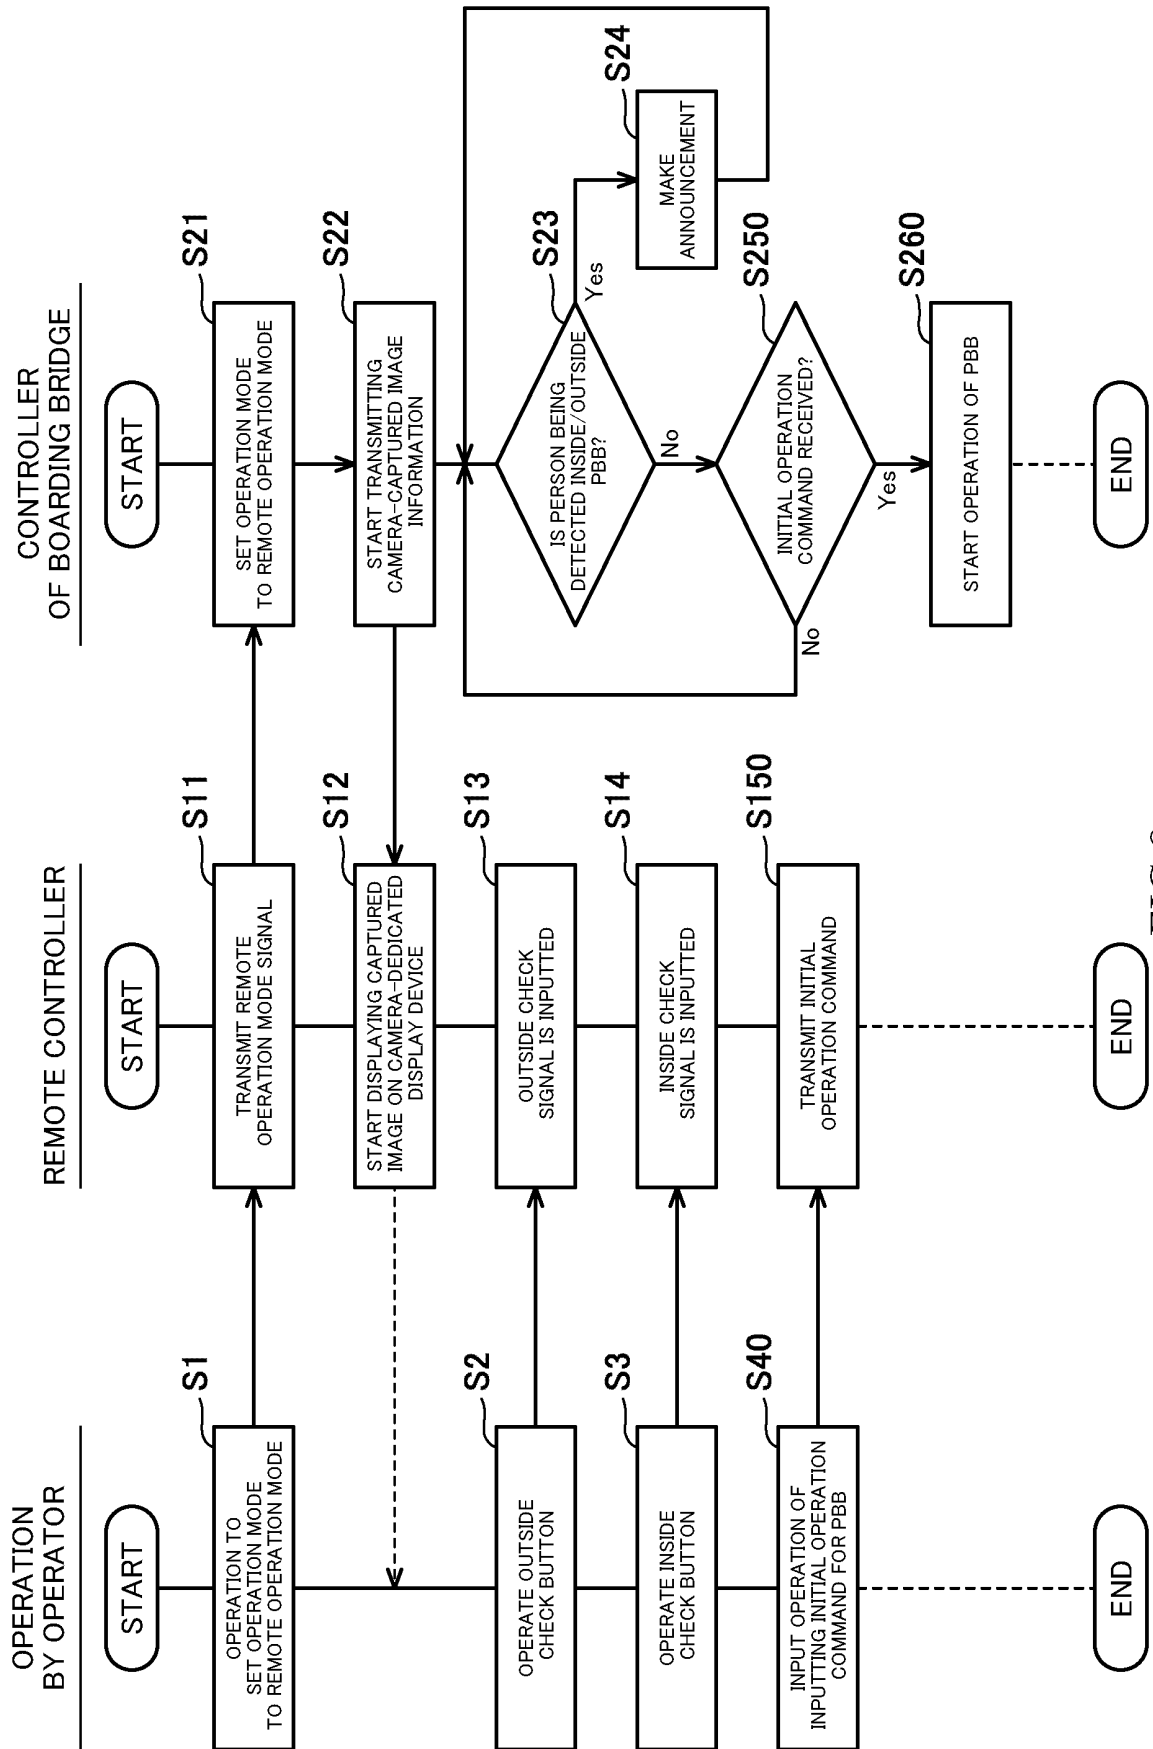 OPERATION
BY OPERATOR
START
S1
OPERATION TO
SET OPERATION MODE
TO REMOTE OPERATION MODE
S2
OPERATE OUTSIDE
CHECK BUTTON
S3
OPERATE INSIDE
CHECK BUTTON
S40
INPUT OPERATION OF
INPUTTING INITIAL OPERATION
COMMAND FOR PBB
END
REMOTE CONTROLLER
START
S11
TRANSMIT REMOTE
OPERATION MODE SIGNAL
S12
START DISPLAYING CAPTURED
IMAGE ON CAMERA-DEDICATED
DISPLAY DEVICE
S13
OUTSIDE CHECK
SIGNAL IS INPUTTED
S14
INSIDE CHECK
SIGNAL IS INPUTTED
S150
TRANSMIT INITIAL
OPERATION COMMAND
END
CONTROLLER
OF BOARDING BRIDGE
START
S21
SET OPERATION MODE
TO REMOTE OPERATION MODE
S22
START TRANSMITTING
CAMERA-CAPTURED IMAGE
INFORMATION
S23
IS PERSON BEING
DETECTED INSIDE/OUTSIDE
PBB?
Yes
S24
MAKE
ANNOUNCEMENT
No
S250
INITIAL OPERATION
COMMAND RECEIVED?
No
Yes
S260
START OPERATION OF PBB
END